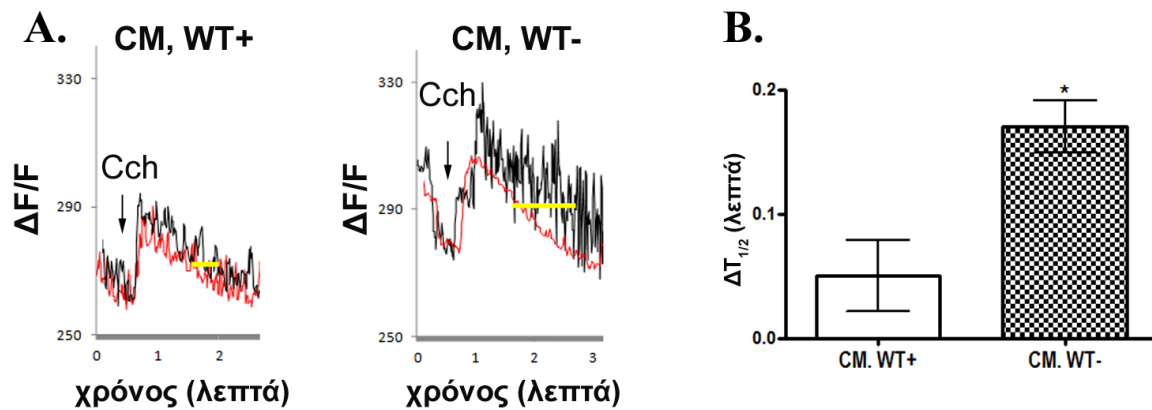 A.
CM, WT+
Cch
ΔF/F
330
290
250
0 1 2
χρόνος (λεπτά)
CM, WT-
Cch
ΔF/F
330
290
250
0 1 2 3
χρόνος (λεπτά)
B.
ΔT1/2 (λεπτά)
0.2
0.1
0.0
*
CM. WT+ CM. WT-